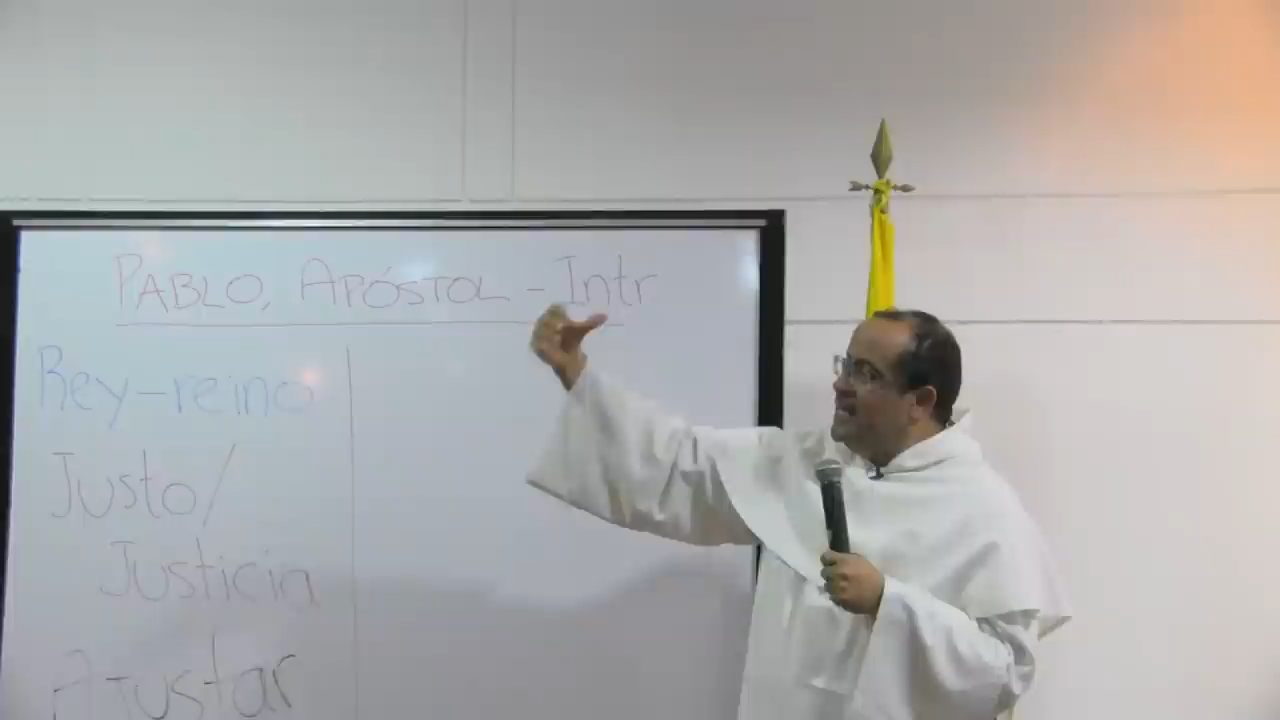 PABLO, APÓSTOL - Intr
Rey-reino
Justo/
Justicia
Ajustar